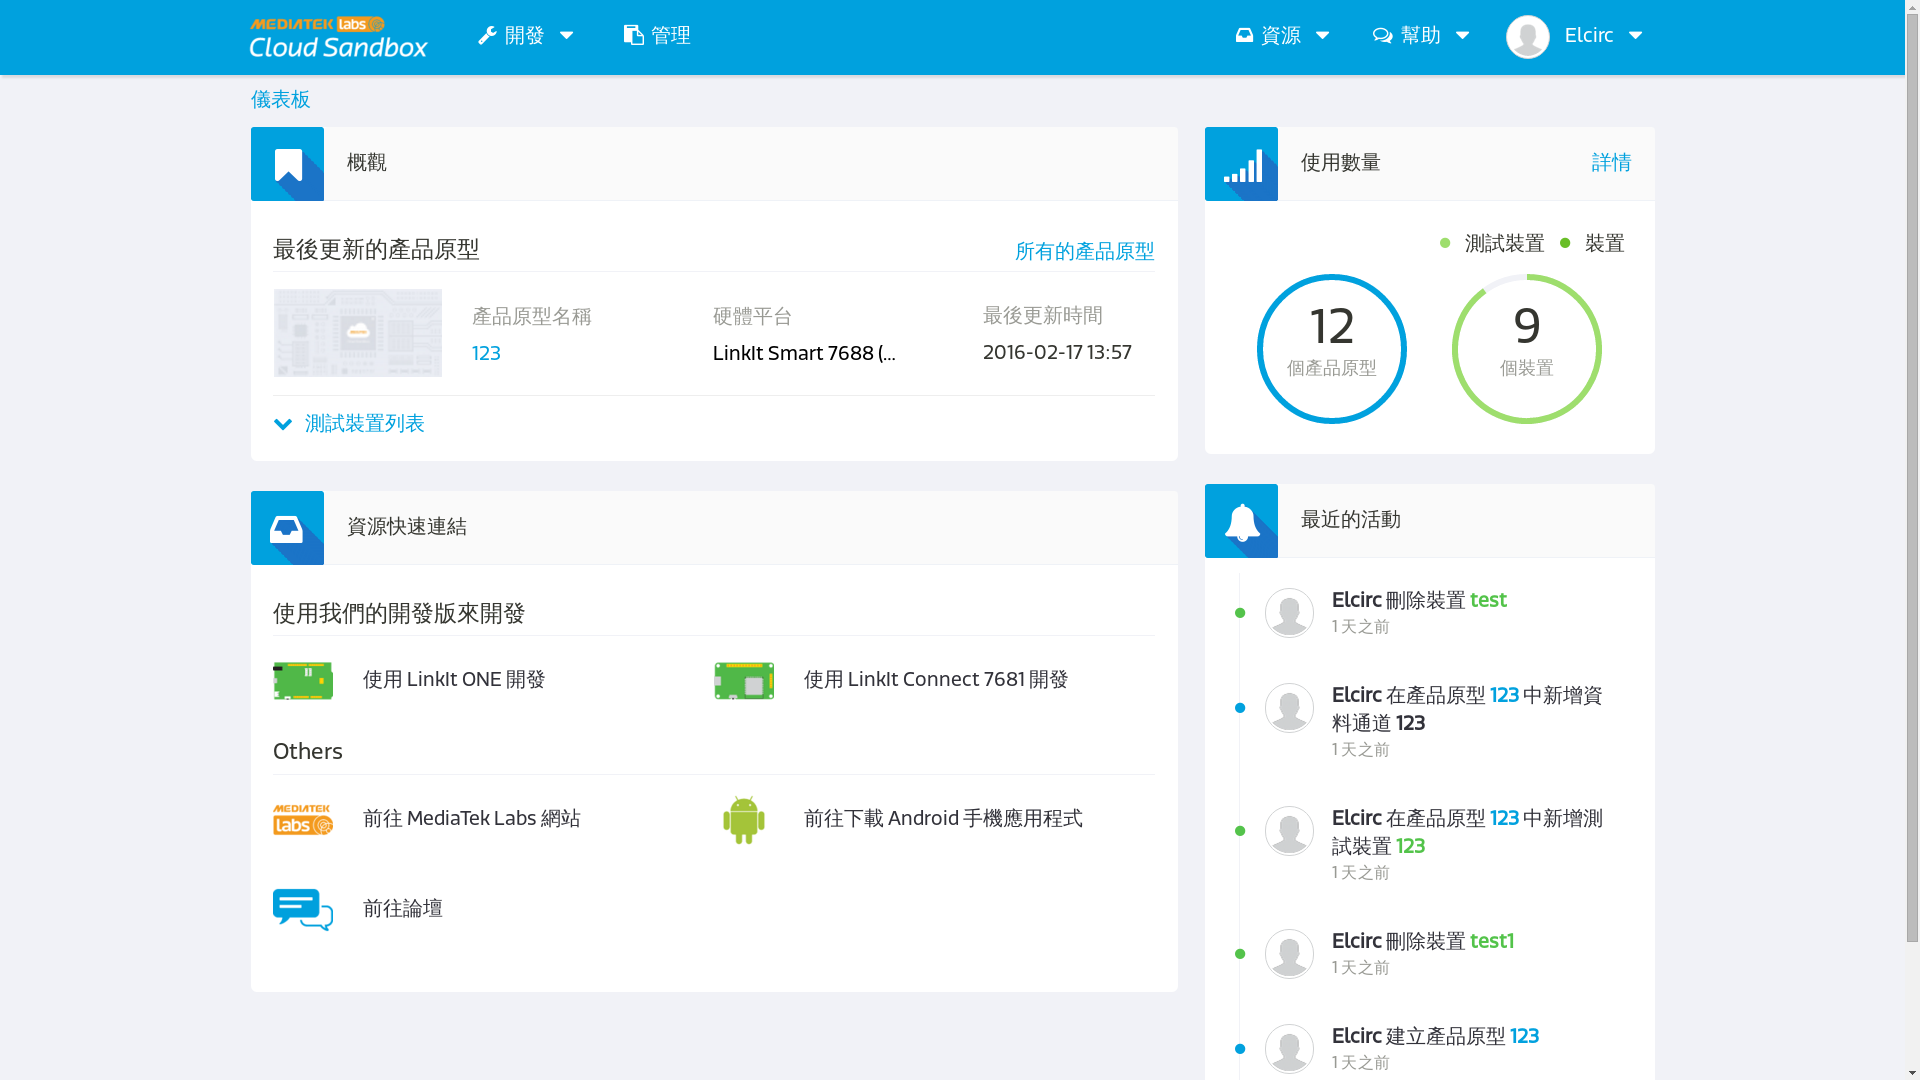 MEDIATEK labs
Cloud Sandbox
開發
管理
資源
幫助
Elcirc
儀表板
概觀
最後更新的產品原型
所有的產品原型
產品原型名稱
硬體平台
最後更新時間
123
LinkIt Smart 7688 (...
2016-02-17 13:57
測試裝置列表
資源快速連結
使用我們的開發版來開發
使用 LinkIt ONE 開發
使用 LinkIt Connect 7681 開發
Others
MEDIATEK
labs
前往 MediaTek Labs 網站
前往下載 Android 手機應用程式
前往論壇
使用數量
詳情
測試裝置
裝置
12
個產品原型
9
個裝置
最近的活動
Elcirc 刪除裝置 test
1 天之前
Elcirc 在產品原型 123 中新增資
料通道 123
1 天之前
Elcirc 在產品原型 123 中新增測
試裝置 123
1 天之前
Elcirc 刪除裝置 test1
1 天之前
Elcirc 建立產品原型 123
1 天之前